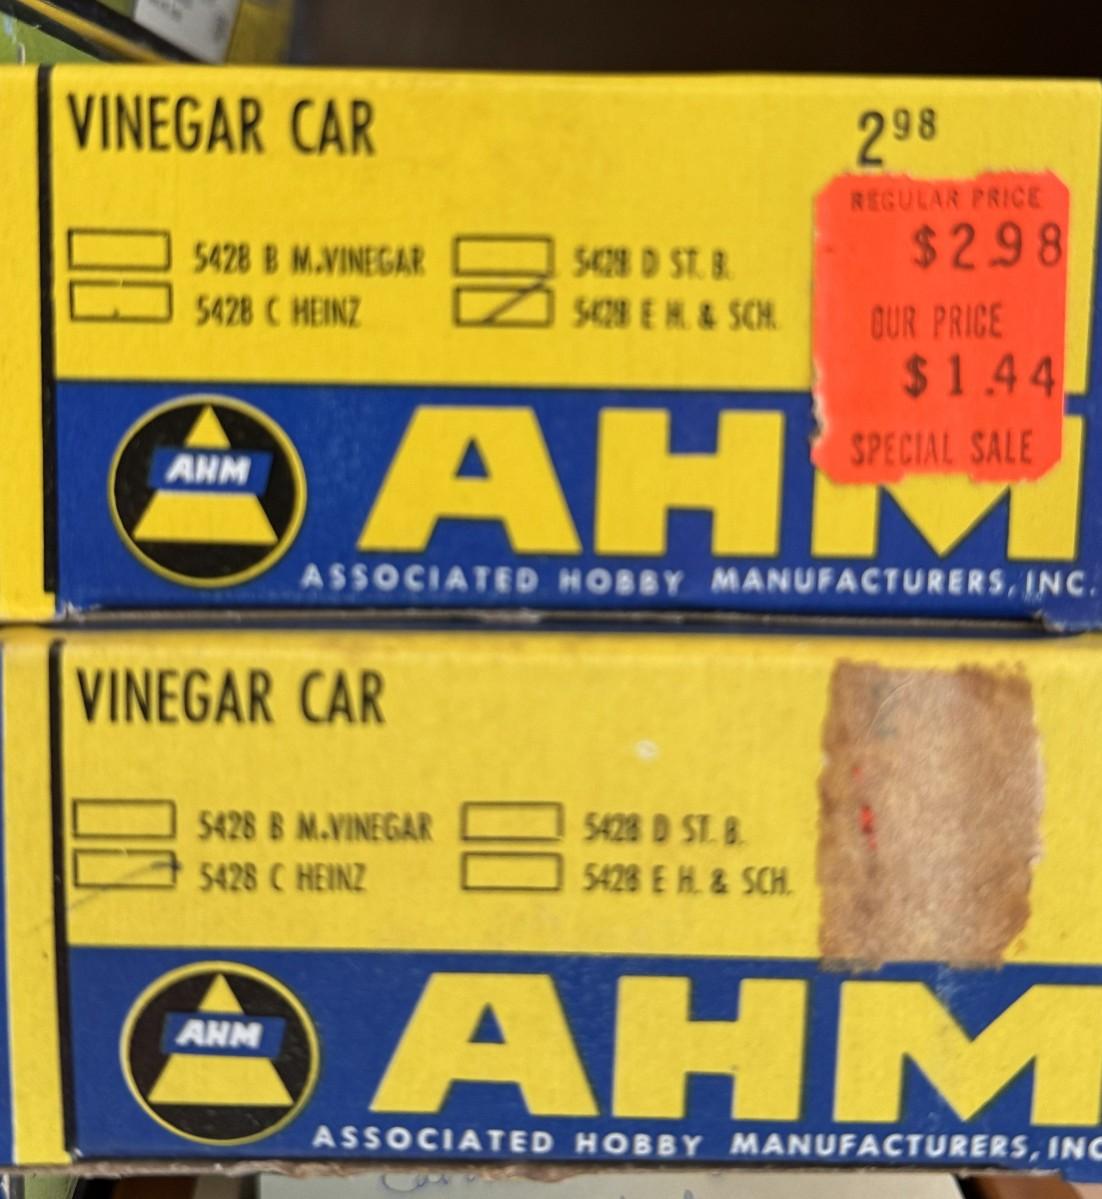 VINEGAR CAR
2 98
REGULAR PRICE
$2.98
OUR PRICE
$1.44
SPECIAL SALE
5428 B M.VINEGAR
5428 C HEINZ
5428 D ST. B.
5428 E H. & SCH.
AHM
AHM
ASSOCIATED HOBBY MANUFACTURERS, INC.
VINEGAR CAR
5428 B M.VINEGAR
5428 C HEINZ
5428 D ST. B.
5428 E H. & SCH.
AHM
AHM
ASSOCIATED HOBBY MANUFACTURERS, INC